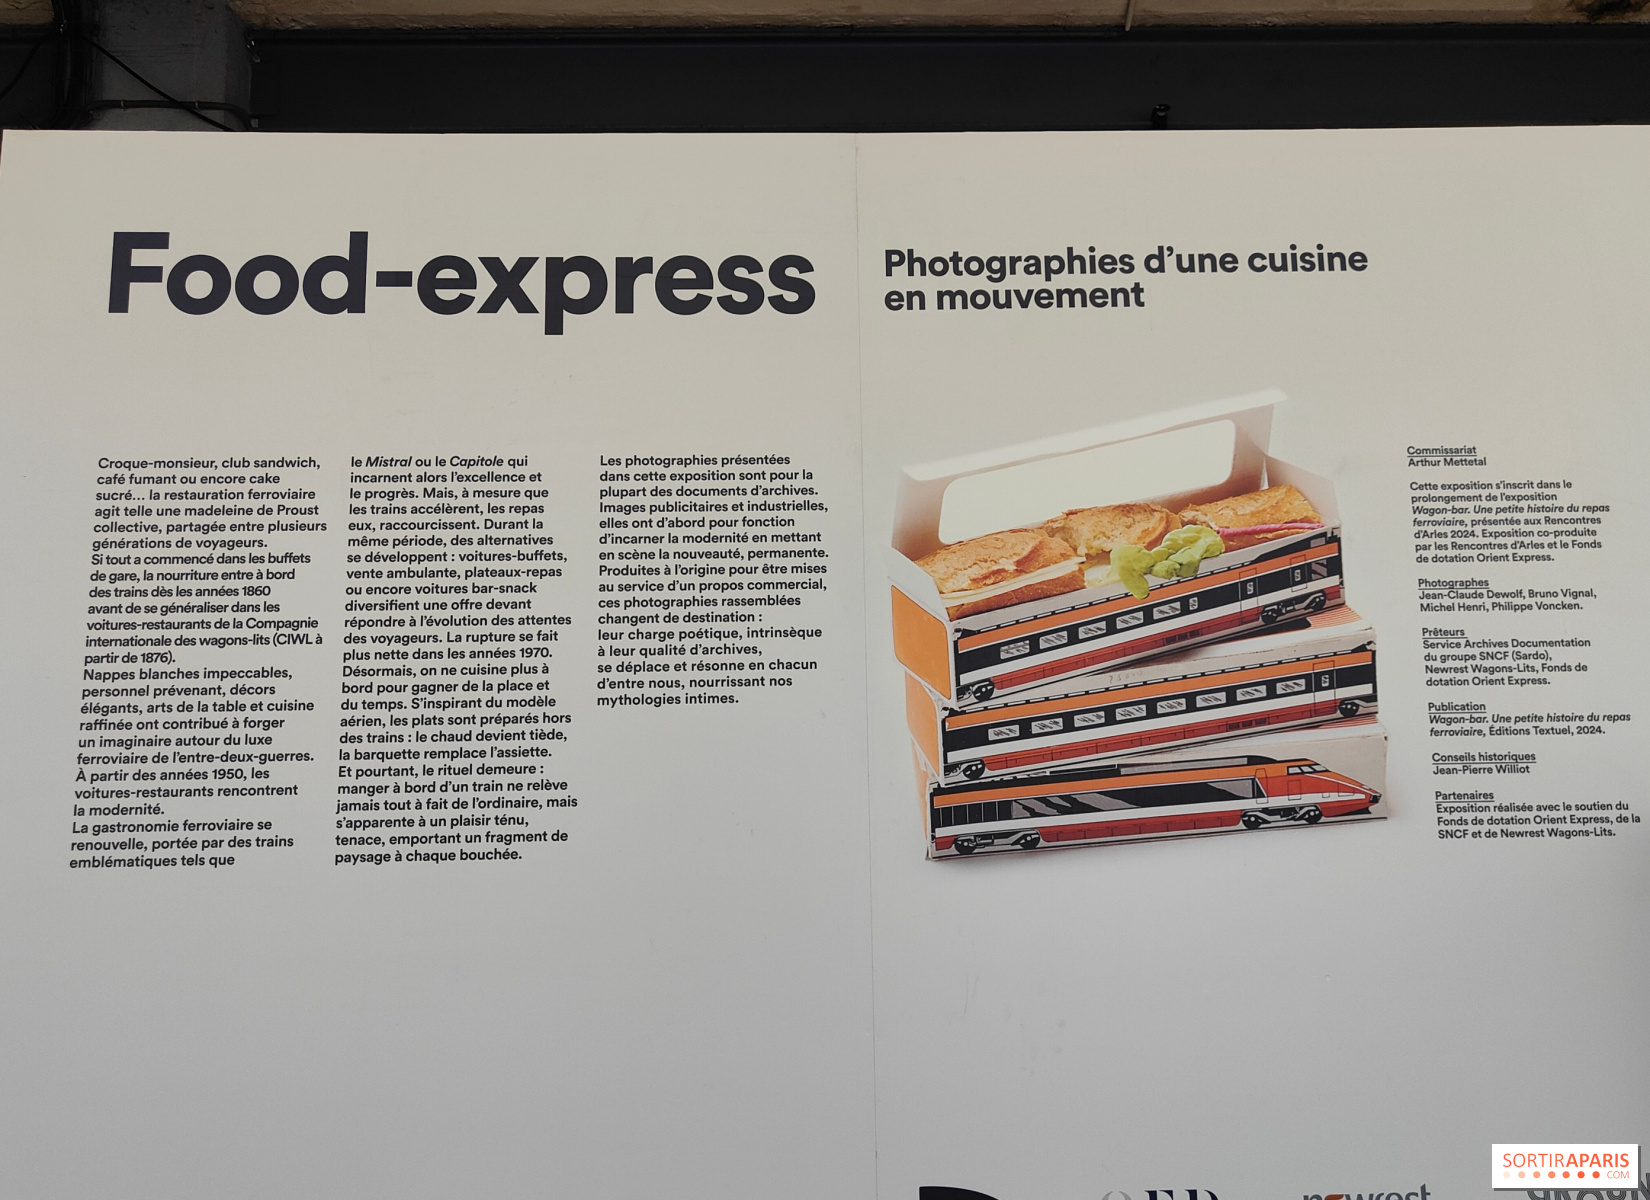 Food-express
Photographies d'une cuisine
en mouvement
Croque-monsieur, club sandwich,
café fumant ou encore cake
sucré... la restauration ferroviaire
agit telle une madeleine de Proust
collective, partagée entre plusieurs
générations de voyageurs.
Si tout a commencé dans les buffets
de gare, la nourriture entre à bord
des trains dès les années 1860
avant de se généraliser dans les
voitures-restaurants de la Compagnie
internationale des wagons-lits (CIWL à
partir de 1876).
Nappes blanches impeccables,
personnel prévenant, décors
élégants, arts de la table et cuisine
raffinée ont contribué à forger
un imaginaire autour du luxe
ferroviaire de l'entre-deux-guerres.
À partir des années 1950, les
voitures-restaurants rencontrent
la modernité.
La gastronomie ferroviaire se
renouvelle, portée par des trains
emblématiques tels que
le Mistral ou le Capitole qui
incarnent alors l'excellence et
le progrès. Mais, à mesure que
les trains accélèrent, les repas
eux, raccourcissent. Durant la
même période, des alternatives
se développent : voitures-buffets,
vente ambulante, plateaux-repas
ou encore voitures bar-snack
diversifient une offre devant
répondre à l'évolution des attentes
des voyageurs. La rupture se fait
plus nette dans les années 1970.
Désormais, on ne cuisine plus à
bord pour gagner de la place et
du temps. S'inspirant du modèle
aérien, les plats sont préparés hors
des trains : le chaud devient tiède,
la barquette remplace l'assiette.
Et pourtant, le rituel demeure :
manger à bord d'un train ne relève
jamais tout à fait de l'ordinaire, mais
s'apparente à un plaisir ténu,
tenace, emportant un fragment de
paysage à chaque bouchée.
Les photographies présentées
dans cette exposition sont pour la
plupart des documents d'archives.
Images publicitaires et industrielles,
elles ont d'abord pour fonction
d'incarner la modernité en mettant
en scène la nouveauté, permanente.
Produites à l'origine pour être mises
au service d'un propos commercial,
ces photographies rassemblées
changent de destination :
leur charge poétique, intrinsèque
à leur qualité d'archives,
se déplace et résonne en chacun
d'entre nous, nourrissant nos
mythologies intimes.
Commissariat
Arthur Mettetal
Cette exposition s'inscrit dans le
prolongement de l'exposition
Wagon-bar. Une petite histoire du repas
ferroviaire, présentée aux Rencontres
d'Arles 2024. Exposition co-produite
par les Rencontres d'Arles et le Fonds
de dotation Orient Express.
Photographes
Jean-Claude Dewolf, Bruno Vignal,
Michel Henri, Philippe Voncken.
Prêteurs
Service Archives Documentation
du groupe SNCF (Sardo),
Newrest Wagons-Lits, Fonds de
dotation Orient Express.
Publication
Wagon-bar. Une petite histoire du repas
ferroviaire, Éditions Textuel, 2024.
Conseils historiques
Jean-Pierre Williot
Partenaires
Exposition réalisée avec le soutien du
Fonds de dotation Orient Express, de la
SNCF et de Newrest Wagons-Lits.
newrest
SORTIRAPARIS
.COM